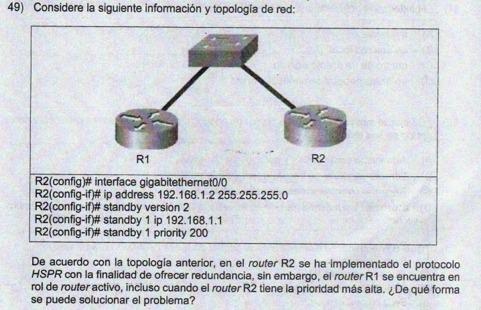 49) Considere la siguiente información y topología de red:
R1
R2
R2(config)# interface gigabitethernet0/0
R2(config-if)# ip address 192.168.1.2 255.255.255.0
R2(config-if)# standby version 2
R2(config-if)# standby 1 ip 192.168.1.1
R2(config-if)# standby 1 priority 200
De acuerdo con la topología anterior, en el router R2 se ha implementado el protocolo
HSPR con la finalidad de ofrecer redundancia, sin embargo, el router R1 se encuentra en
rol de router activo, incluso cuando el router R2 tiene la prioridad más alta. ¿De qué forma
se puede solucionar el problema?